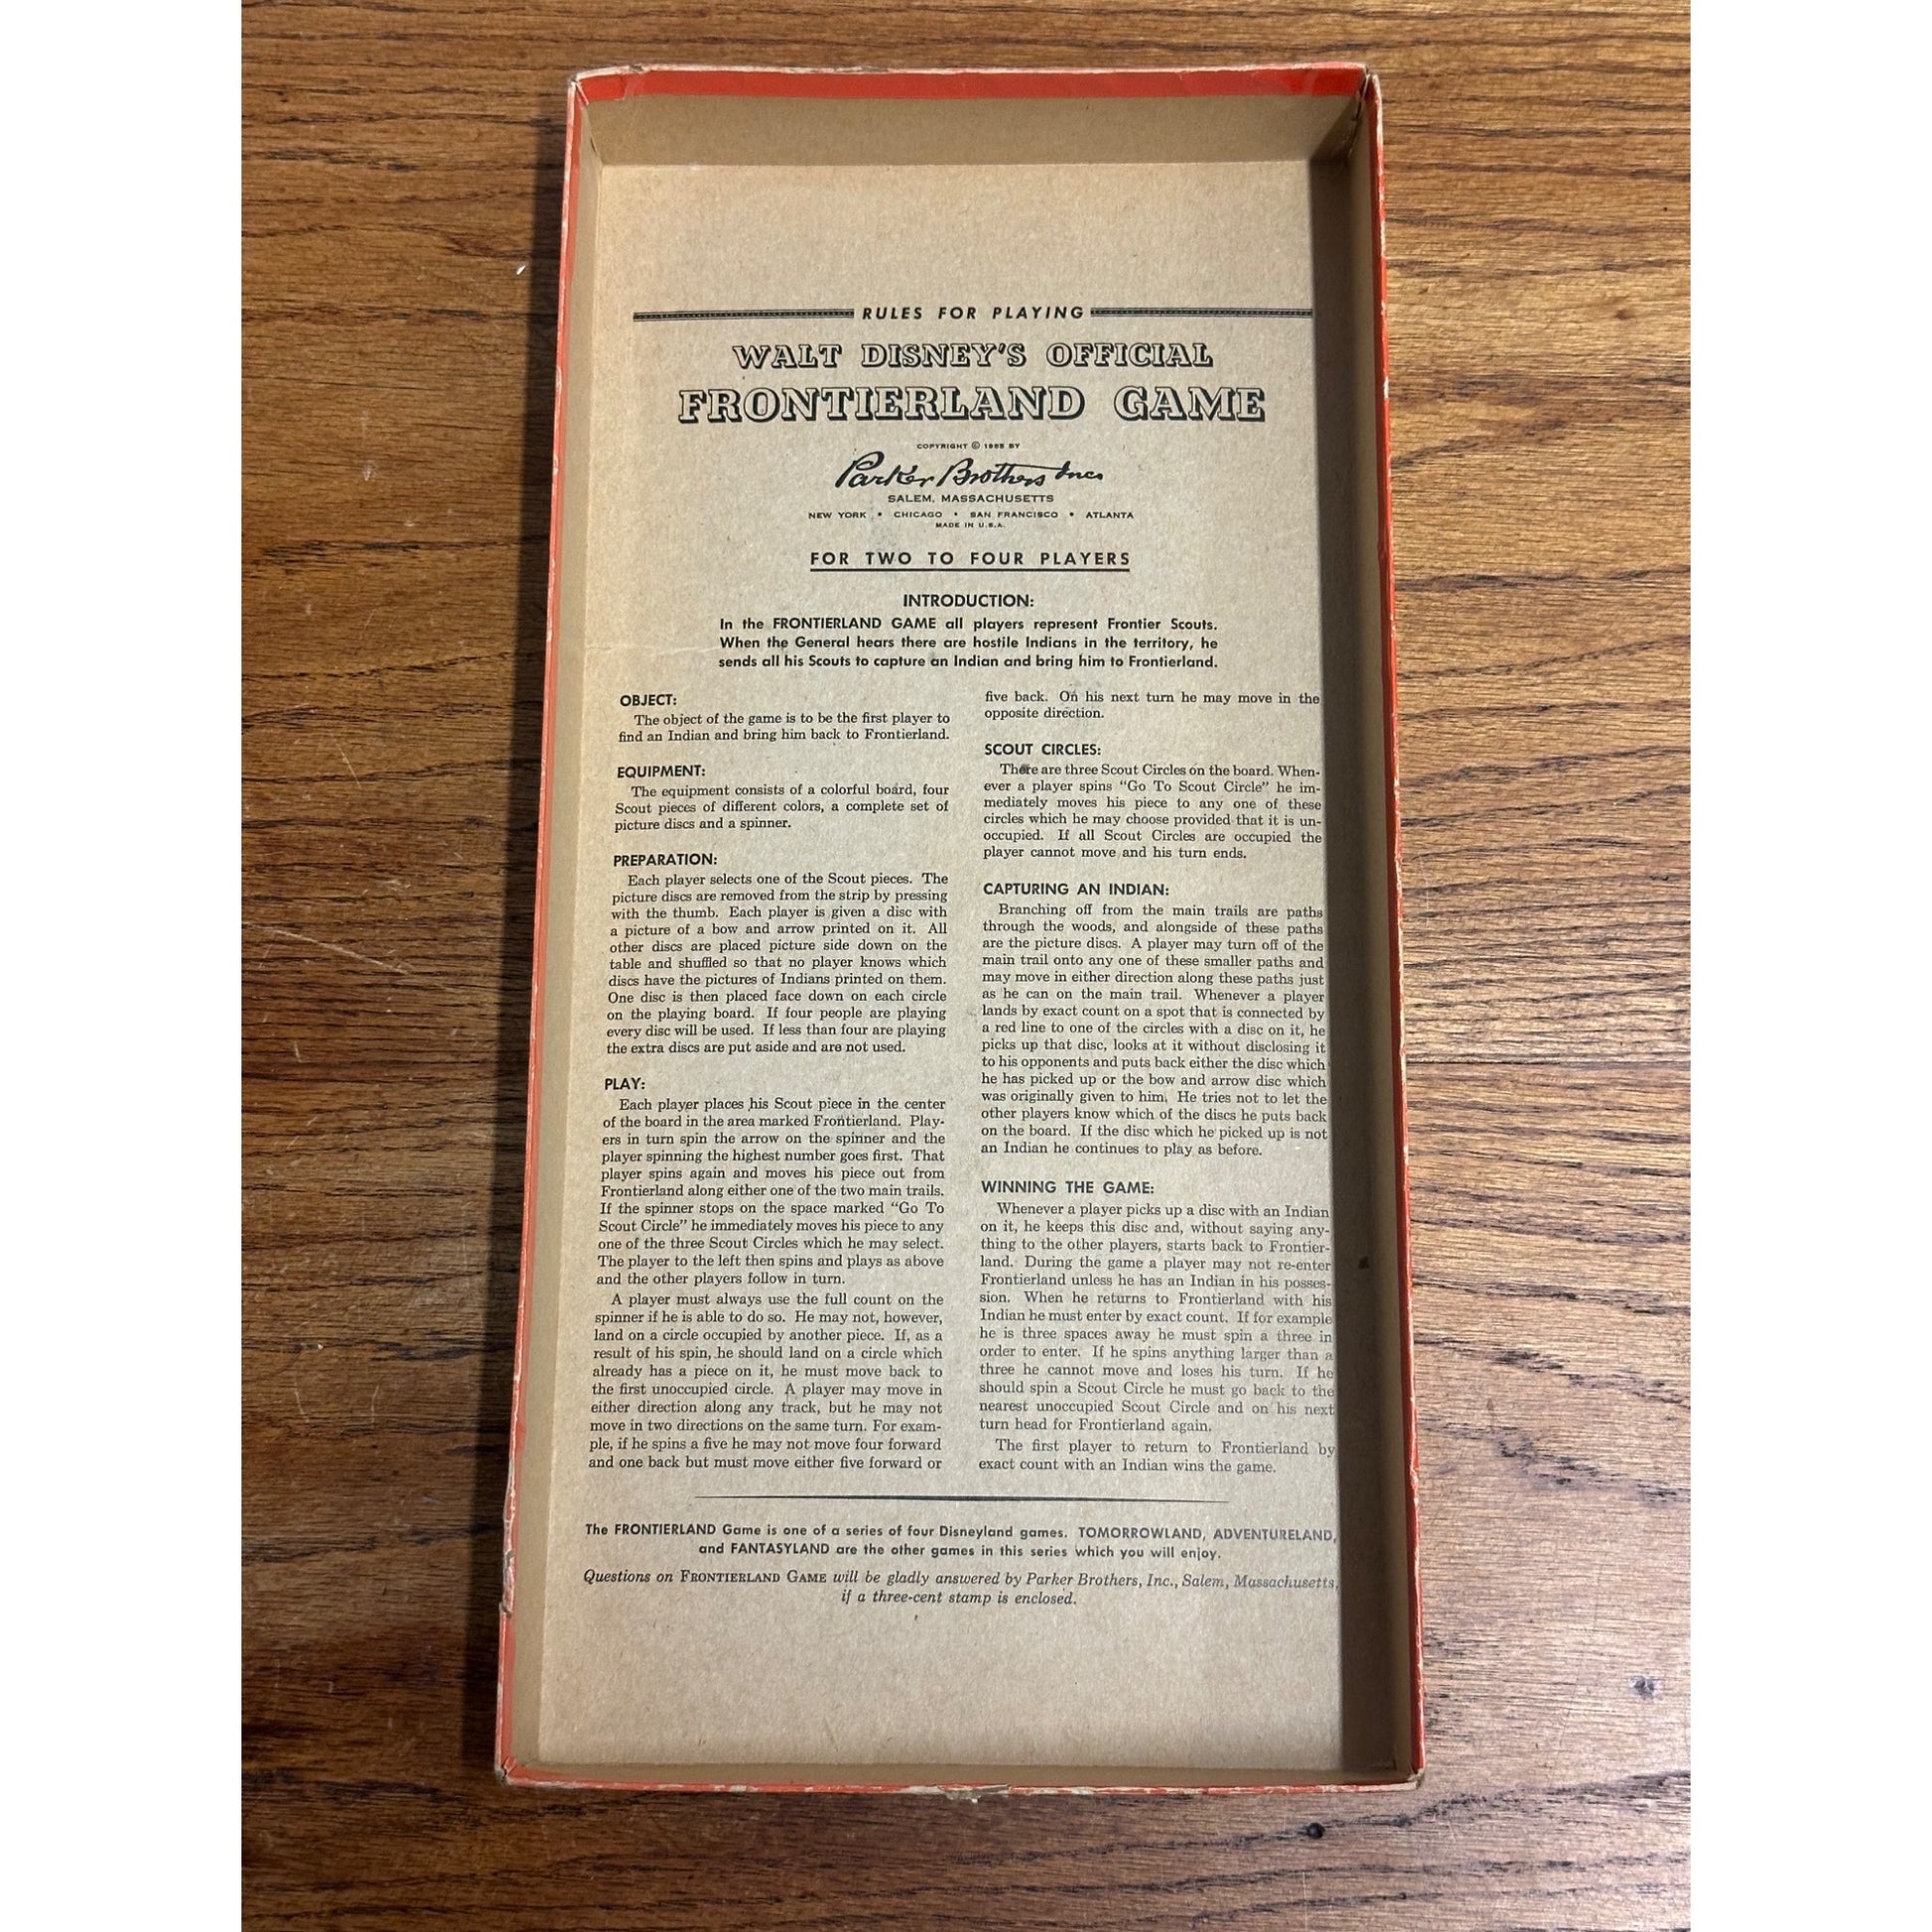 RULES FOR PLAYING
WALT DISNEY'S OFFICIAL
FRONTIERLAND GAME
COPYRIGHT © 1955 BY
Parker Brothers Inc
SALEM, MASSACHUSETTS
NEW YORK • CHICAGO • SAN FRANCISCO • ATLANTA
MADE IN U.S.A.
FOR TWO TO FOUR PLAYERS
INTRODUCTION:
In the FRONTIERLAND GAME all players represent Frontier Scouts.
When the General hears there are hostile Indians in the territory, he
sends all his Scouts to capture an Indian and bring him to Frontierland.
OBJECT:
The object of the game is to be the first player to
find an Indian and bring him back to Frontierland.
EQUIPMENT:
The equipment consists of a colorful board, four
Scout pieces of different colors, a complete set of
picture discs and a spinner.
PREPARATION:
Each player selects one of the Scout pieces. The
picture discs are removed from the strip by pressing
with the thumb. Each player is given a disc with
a picture of a bow and arrow printed on it. All
other discs are placed picture side down on the
table and shuffled so that no player knows which
discs have the pictures of Indians printed on them.
One disc is then placed face down on each circle
on the playing board. If four people are playing
every disc will be used. If less than four are playing
the extra discs are put aside and are not used.
PLAY:
Each player places his Scout piece in the center
of the board in the area marked Frontierland. Play-
ers in turn spin the arrow on the spinner and the
player spinning the highest number goes first. That
player spins again and moves his piece out from
Frontierland along either one of the two main trails.
If the spinner stops on the space marked "Go To
Scout Circle" he immediately moves his piece to any
one of the three Scout Circles which he may select.
The player to the left then spins and plays as above
and the other players follow in turn.
A player must always use the full count on the
spinner if he is able to do so. He may not, however,
land on a circle occupied by another piece. If, as a
result of his spin, he should land on a circle which
already has a piece on it, he must move back to
the first unoccupied circle. A player may move in
either direction along any track, but he may not
move in two directions on the same turn. For exam-
ple, if he spins a five he may not move four forward
and one back but must move either five forward or
five back. On his next turn he may move in the
opposite direction.
SCOUT CIRCLES:
There are three Scout Circles on the board. When-
ever a player spins "Go To Scout Circle" he im-
mediately moves his piece to any one of these
circles which he may choose provided that it is un-
occupied. If all Scout Circles are occupied the
player cannot move and his turn ends.
CAPTURING AN INDIAN:
Branching off from the main trails are paths
through the woods, and alongside of these paths
are the picture discs. A player may turn off of the
main trail onto any one of these smaller paths and
may move in either direction along these paths just
as he can on the main trail. Whenever a player
lands by exact count on a spot that is connected by
a red line to one of the circles with a disc on it, he
picks up that disc, looks at it without disclosing it
to his opponents and puts back either the disc which
he has picked up or the bow and arrow disc which
was originally given to him. He tries not to let the
other players know which of the discs he puts back
on the board. If the disc which he picked up is not
an Indian he continues to play as before.
WINNING THE GAME:
Whenever a player picks up a disc with an Indian
on it, he keeps this disc and, without saying any-
thing to the other players, starts back to Frontier-
land. During the game a player may not re-enter
Frontierland unless he has an Indian in his posses-
sion. When he returns to Frontierland with his
Indian he must enter by exact count. If for example
he is three spaces away he must spin a three in
order to enter. If he spins anything larger than a
three he cannot move and loses his turn. If he
should spin a Scout Circle he must go back to the
nearest unoccupied Scout Circle and on his next
turn head for Frontierland again.
The first player to return to Frontierland by
exact count with an Indian wins the game.
The FRONTIERLAND Game is one of a series of four Disneyland games. TOMORROWLAND, ADVENTURELAND,
and FANTASYLAND are the other games in this series which you will enjoy.
Questions on FRONTIERLAND GAME will be gladly answered by Parker Brothers, Inc., Salem, Massachusetts,
if a three-cent stamp is enclosed.